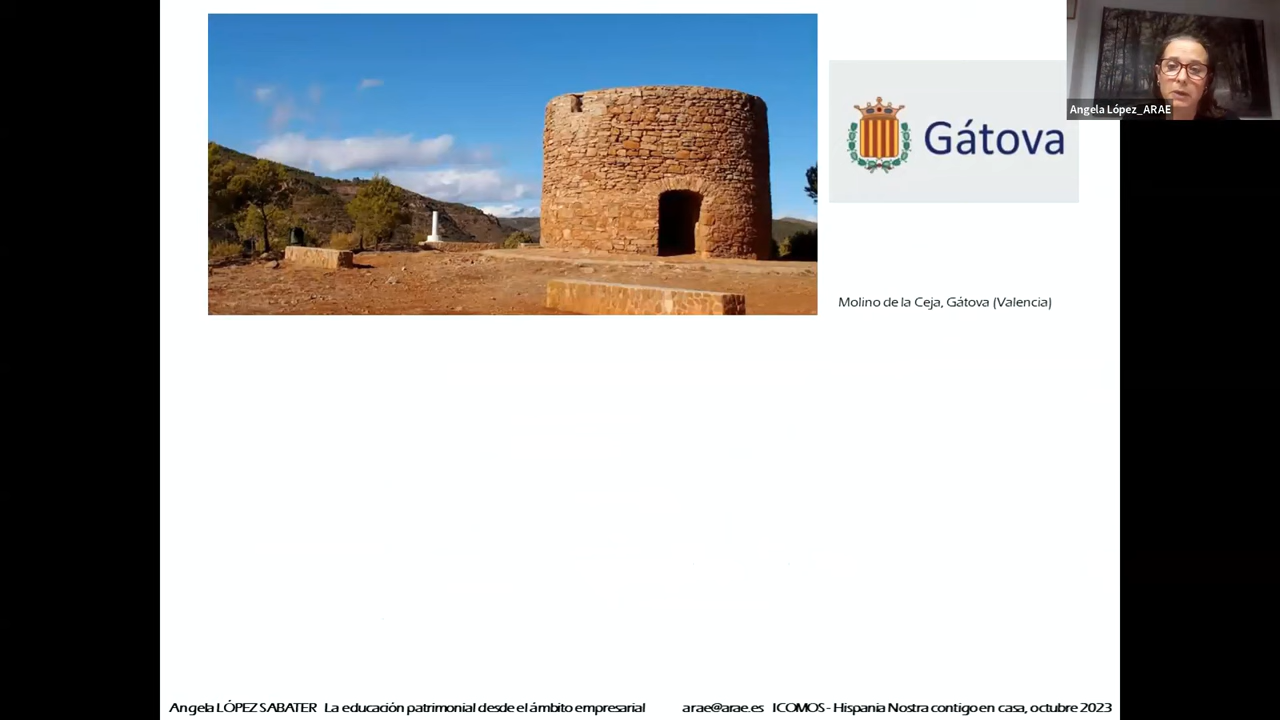 Angela López_ARAE
Gátova
Molino de la Ceja, Gátova (Valencia)
Angela LÓPEZ SABATER La educación patrimonial desde el ámbito empresarial arae@arae.es ICOMOS - Hispania Nostra contigo en casa, octubre 2023